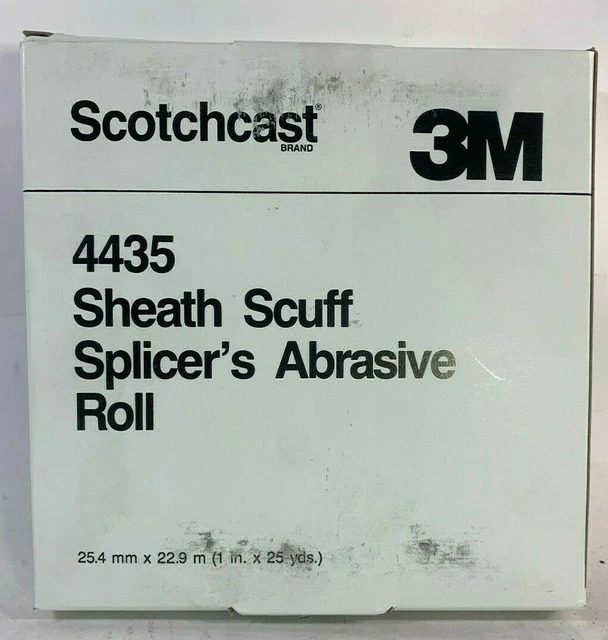 Scotchcast®
BRAND
3M
4435
Sheath Scuff
Splicer's Abrasive
Roll
25.4 mm x 22.9 m (1 in. x 25 yds.)